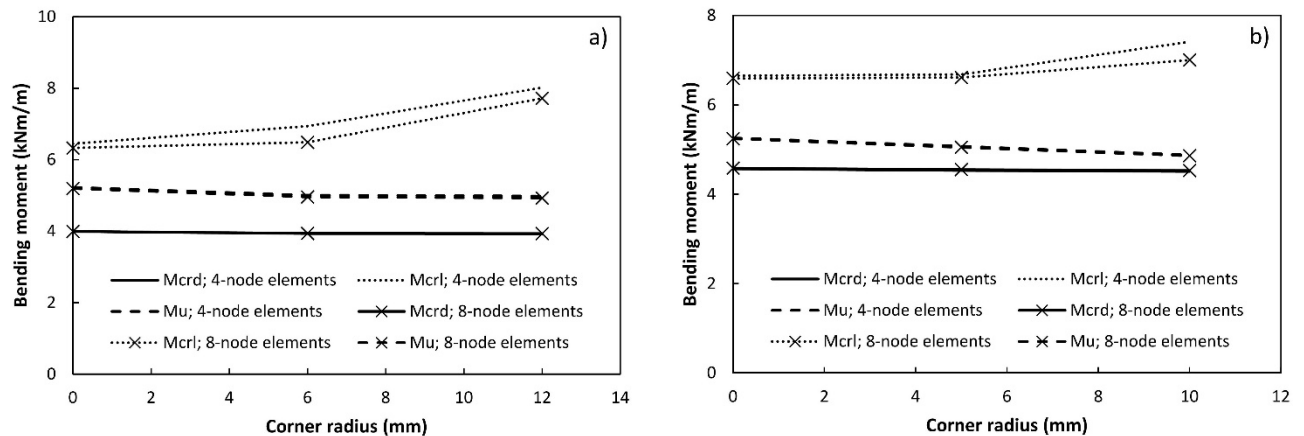 a)
10
8
6
4
2
0
Bending moment (kNm/m)
Mcrd; 4-node elements
Mcrl; 4-node elements
Mu; 4-node elements
Mcrd; 8-node elements
Mcrl; 8-node elements
Mu; 8-node elements
0 2 4 6 8 10 12 14
Corner radius (mm)
b)
8
6
4
2
0
Bending moment (kNm/m)
Mcrd; 4-node elements
Mcrl; 4-node elements
Mu; 4-node elements
Mcrd; 8-node elements
Mcrl; 8-node elements
Mu; 8-node elements
0 2 4 6 8 10 12
Corner radius (mm)